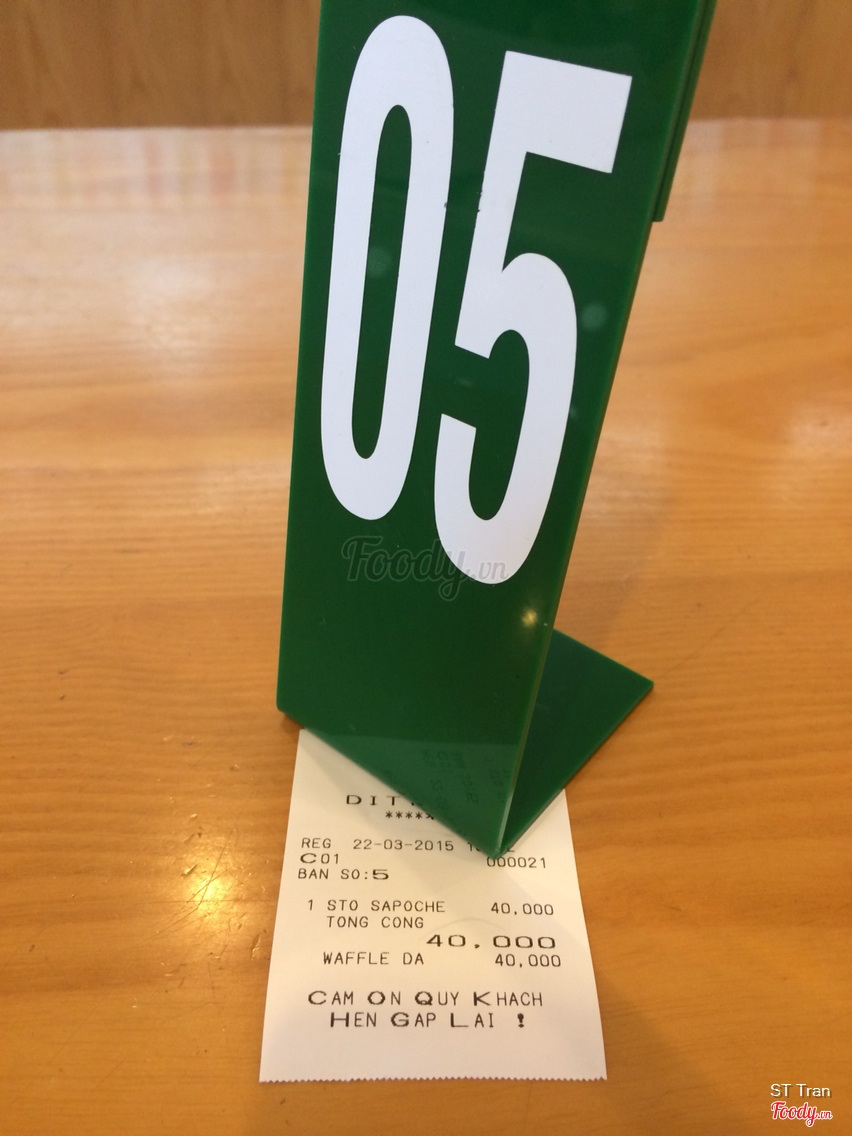 05
Foody.vn
*****
REG 22-03-2015
C01 000021
BAN SO:5
1 STO SAPOCHE 40,000
TONG CONG
40,000
WAFFLE DA 40,000
CAM ON QUY KHACH
HEN GAP LAI !
ST Tran
Foody.vn